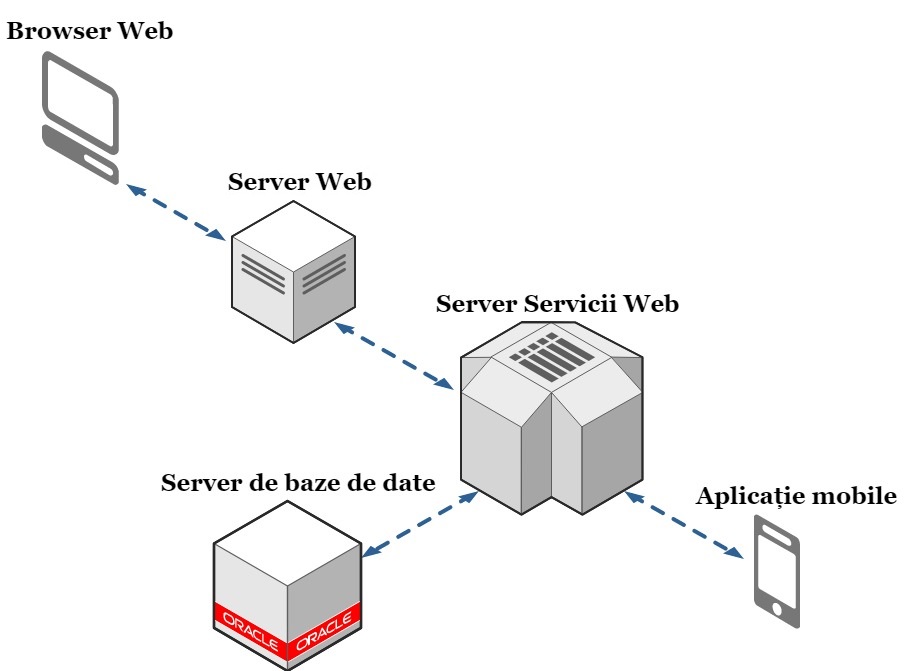 Browser Web
Server Web
Server Servicii Web
Server de baze de date
Aplicație mobile
ORACLE ORACLE